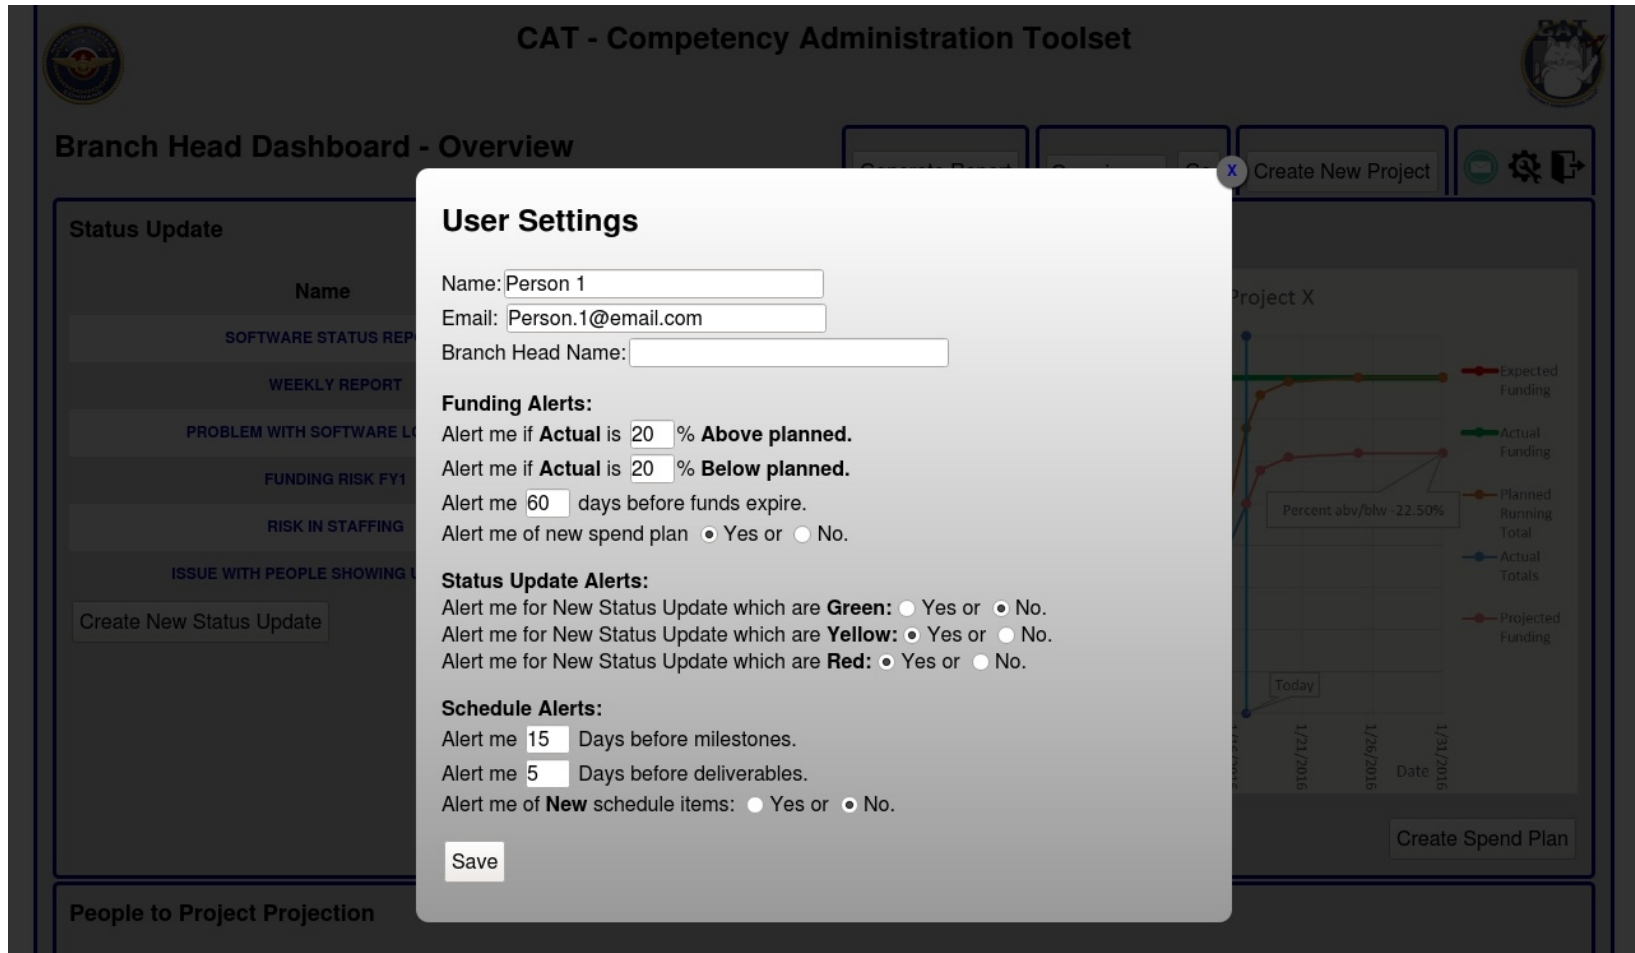 CAT - Competency Administration Toolset
CAT
Branch Head Dashboard - Overview
Generate Report
Create New Project
Status Update
Name
SOFTWARE STATUS REP
WEEKLY REPORT
PROBLEM WITH SOFTWARE L
FUNDING RISK FY1
RISK IN STAFFING
ISSUE WITH PEOPLE SHOWING
Create New Status Update
X
User Settings
Name: Person 1
Email: Person.1@email.com
Branch Head Name:
Funding Alerts:
Alert me if Actual is 20 % Above planned.
Alert me if Actual is 20 % Below planned.
Alert me 60 days before funds expire.
Alert me of new spend plan Yes or No.
Status Update Alerts:
Alert me for New Status Update which are Green: Yes or No.
Alert me for New Status Update which are Yellow: Yes or No.
Alert me for New Status Update which are Red: Yes or No.
Schedule Alerts:
Alert me 15 Days before milestones.
Alert me 5 Days before deliverables.
Alert me of New schedule items: Yes or No.
Save
Project X
Expected
Funding
Actual
Funding
Planned
Running
Total
Actual
Totals
Projected
Funding
Percent abv/blw -22.50%
Today
1/21/2016
1/26/2016
1/31/2016
Date
Create Spend Plan
People to Project Projection